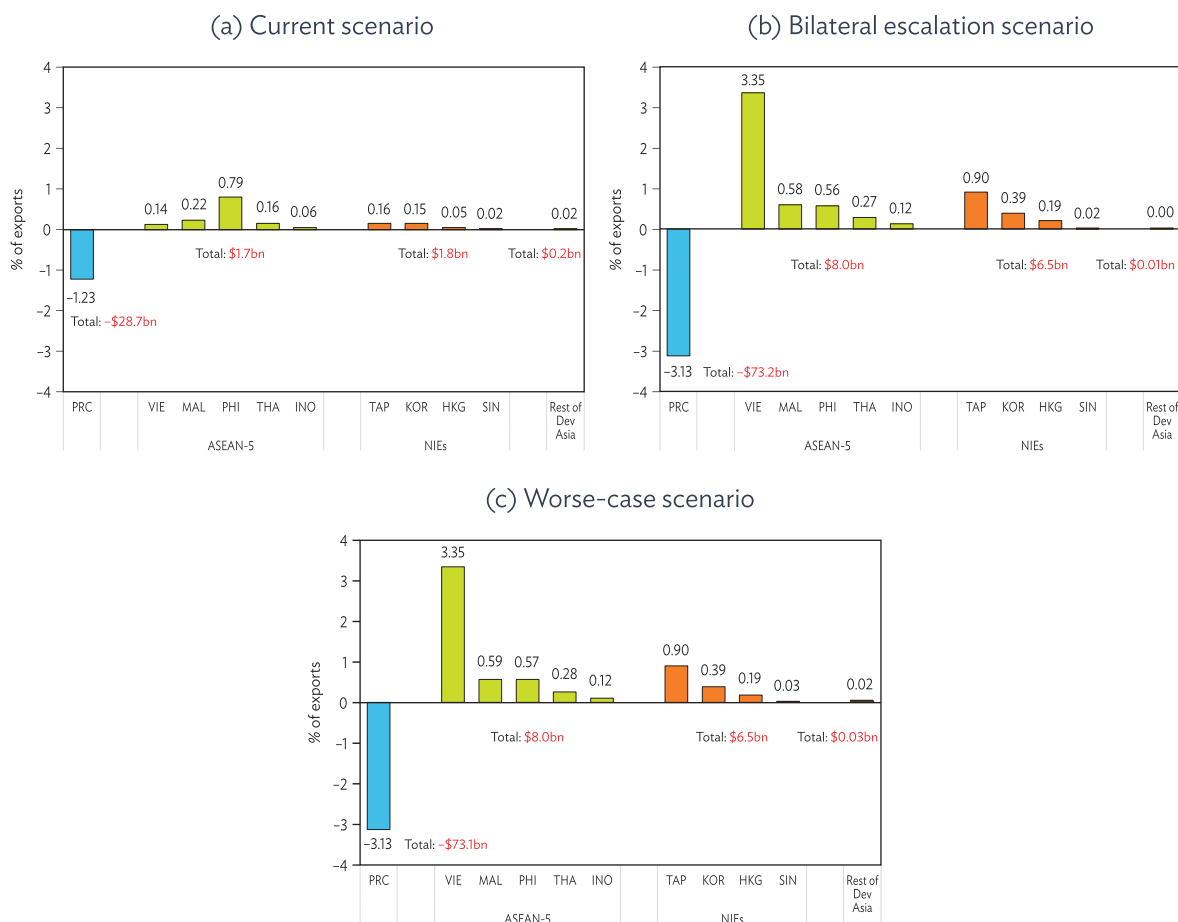 (a) Current scenario
4
3
2
1
0
−1
−2
−3
−4
% of exports
0.14
0.22
0.79
0.16
0.06
0.16
0.15
0.05
0.02
0.02
−1.23
Total: −$28.7bn
Total: $1.7bn
Total: $1.8bn
Total: $0.2bn
PRC
VIE
MAL
PHI
THA
INO
TAP
KOR
HKG
SIN
Rest of
Dev
Asia
ASEAN-5
NIEs
(b) Bilateral escalation scenario
4
3
2
1
0
−1
−2
−3
−4
% of exports
3.35
0.58
0.56
0.27
0.12
0.90
0.39
0.19
0.02
0.00
Total: $8.0bn
Total: $6.5bn
Total: $0.01bn
−3.13
Total: −$73.2bn
PRC
VIE
MAL
PHI
THA
INO
TAP
KOR
HKG
SIN
Rest of
Dev
Asia
ASEAN-5
NIEs
(c) Worse-case scenario
4
3
2
1
0
−1
−2
−3
−4
% of exports
3.35
0.59
0.57
0.28
0.12
0.90
0.39
0.19
0.03
0.02
Total: $8.0bn
Total: $6.5bn
Total: $0.03bn
−3.13
Total: −$73.1bn
PRC
VIE
MAL
PHI
THA
INO
TAP
KOR
HKG
SIN
Rest of
Dev
Asia
ASEAN-5
NIEs